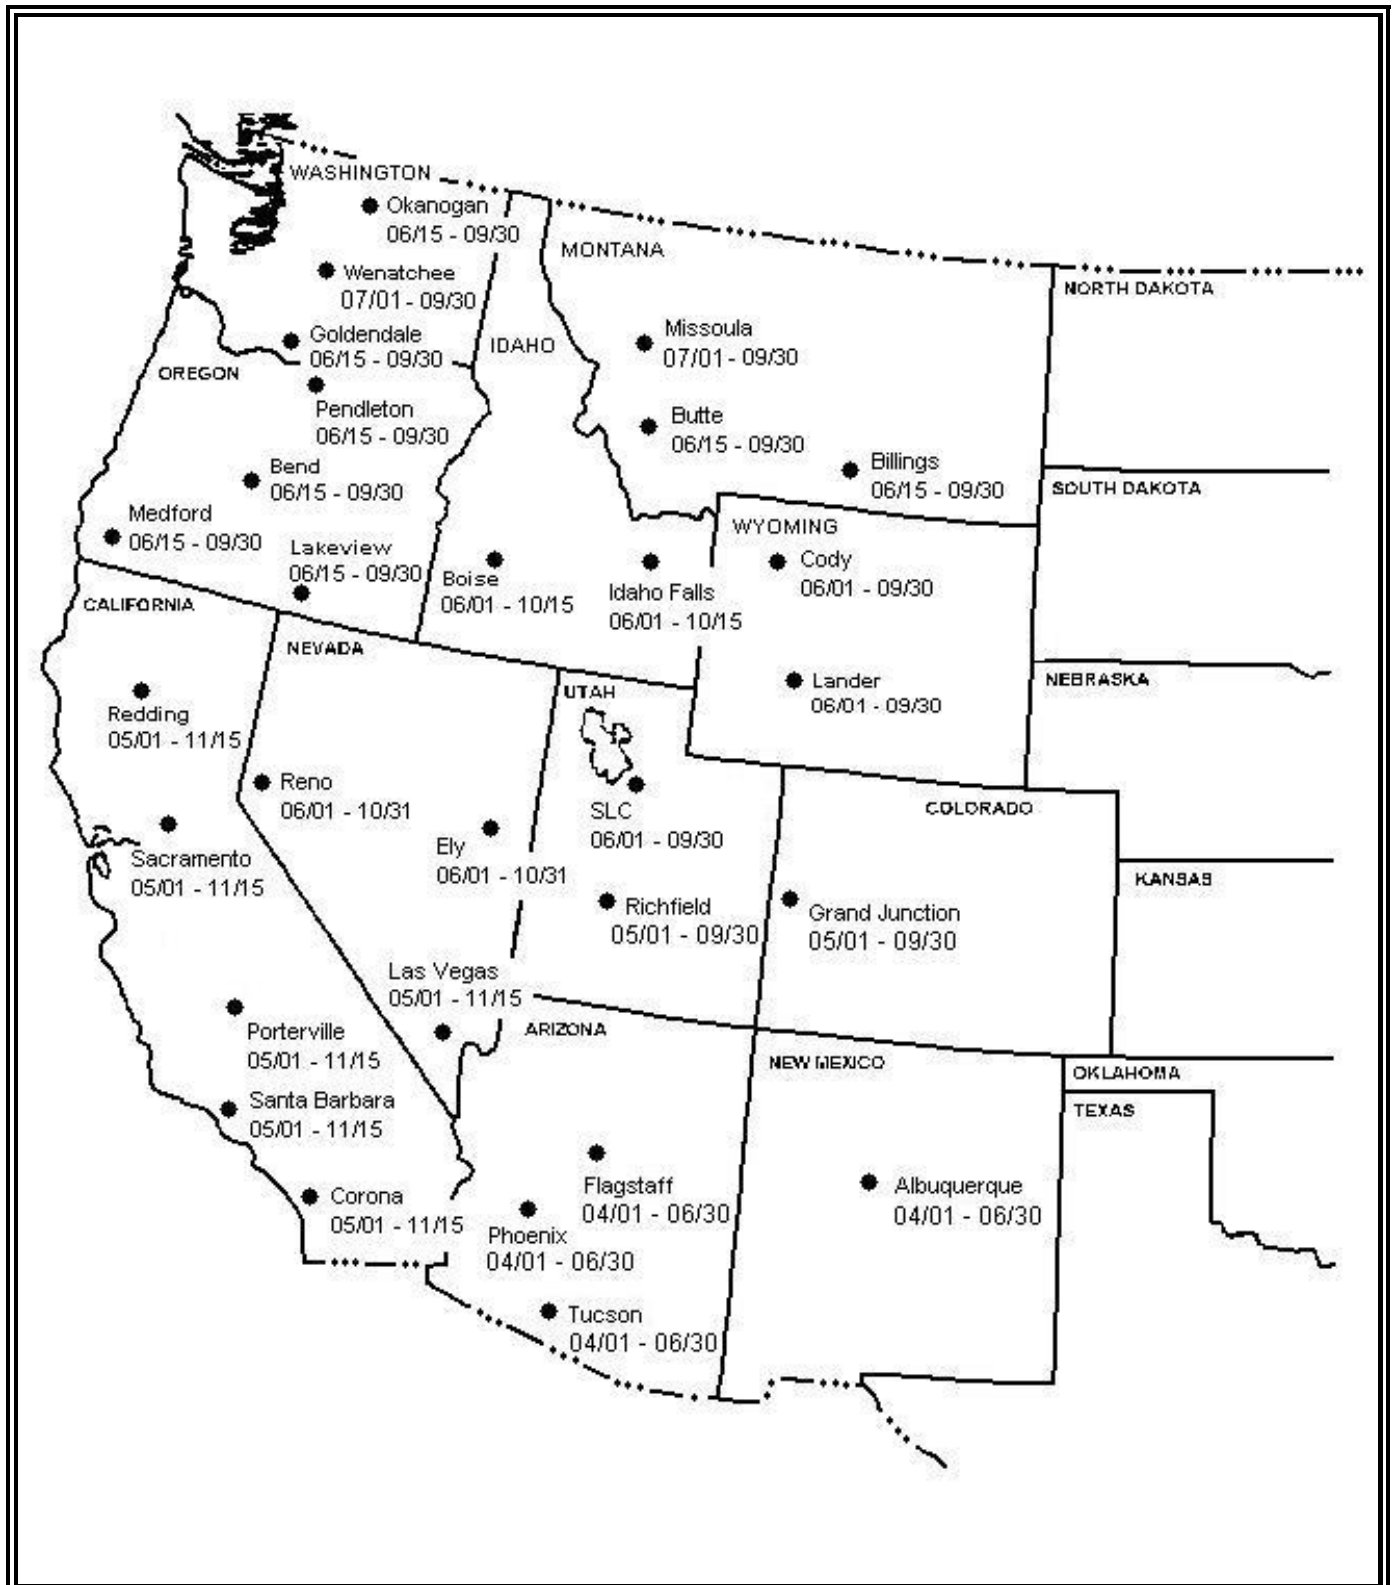 WASHINGTON
Okanogan
06/15 - 09/30
Wenatchee
07/01 - 09/30
Goldendale
06/15 - 09/30
OREGON
Pendleton
06/15 - 09/30
Bend
06/15 - 09/30
Medford
06/15 - 09/30
Lakeview
06/15 - 09/30
IDAHO
Boise
06/01 - 10/15
Idaho Falls
06/01 - 10/15
MONTANA
Missoula
07/01 - 09/30
Butte
06/15 - 09/30
Billings
06/15 - 09/30
NORTH DAKOTA
SOUTH DAKOTA
WYOMING
Cody
06/01 - 09/30
Lander
06/01 - 09/30
NEBRASKA
CALIFORNIA
Redding
05/01 - 11/15
Sacramento
05/01 - 11/15
Porterville
05/01 - 11/15
Santa Barbara
05/01 - 11/15
Corona
05/01 - 11/15
NEVADA
Reno
06/01 - 10/31
Ely
06/01 - 10/31
Las Vegas
05/01 - 11/15
UTAH
SLC
06/01 - 09/30
Richfield
05/01 - 09/30
COLORADO
Grand Junction
05/01 - 09/30
KANSAS
ARIZONA
Flagstaff
04/01 - 06/30
Phoenix
04/01 - 06/30
Tucson
04/01 - 06/30
NEW MEXICO
Albuquerque
04/01 - 06/30
OKLAHOMA
TEXAS